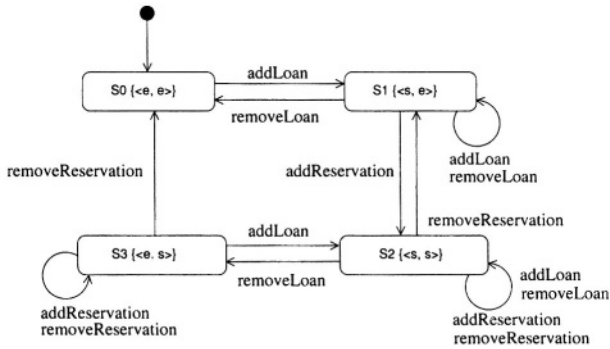 addLoan
S0 {<e, e>}
S1 {<s, e>}
removeLoan
addLoan
removeLoan
removeReservation
addReservation
removeReservation
addLoan
S3 {<e. s>}
S2 {<s, s>}
removeLoan
addLoan
removeLoan
addReservation
removeReservation
addReservation
removeReservation